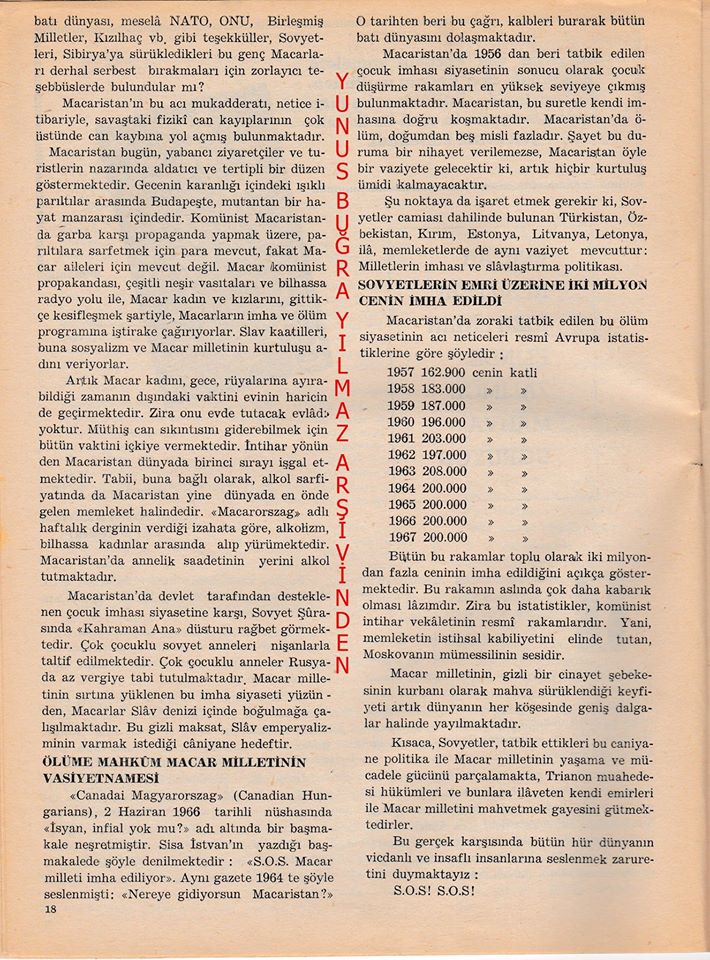 batı dünyası, meselâ NATO, ONU, Birleşmiş
Milletler, Kızılhaç vb. gibi teşekküller, Sovyet-
leri, Sibirya'ya sürükledikleri bu genç Macarla-
rı derhal serbest bırakmaları için zorlayıcı te-
şebbüslerde bulundular mı?
Macaristan'ın bu acı mukadderatı, netice i-
tibariyle, savaştaki fizikî can kayıplarının çok
üstünde can kaybına yol açmış bulunmaktadır.
Macaristan bugün, yabancı ziyaretçiler ve tu-
ristlerin nazarında aldatıcı ve tertipli bir düzen
göstermektedir. Gecenin karanlığı içindeki ışıklı
parıltılar arasında Budapeşte, mutantan bir ha-
yat manzarası içindedir. Komünist Macaristan-
da garba karşı propaganda yapmak üzere, pa-
rıltılara sarfetmek için para mevcut, fakat Ma-
car aileleri için mevcut değil. Macar komünist
propakandası, çeşitli neşir vasıtaları ve bilhassa
radyo yolu ile, Macar kadın ve kızlarını, gittik-
çe kesifleşmek şartiyle, Macarların imha ve ölüm
programına iştirake çağırıyorlar. Slav kaatilleri,
buna sosyalizm ve Macar milletinin kurtuluşu a-
dını veriyorlar.
Artık Macar kadını, gece, rüyalarına ayıra-
bildiği zamanın dışındaki vaktini evinin haricin
de geçirmektedir. Zira onu evde tutacak evlâdı
yoktur. Müthiş can sıkıntısını giderebilmek için
bütün vaktini içkiye vermektedir. İntihar yönün
den Macaristan dünyada birinci sırayı işgal et-
mektedir. Tabii, buna bağlı olarak, alkol sarfi-
yatında da Macaristan yine dünyada en önde
gelen memleket halindedir. «Macarorszag» adlı
haftalık derginin verdiği izahata göre, alkolizm,
bilhassa kadınlar arasında alıp yürümektedir.
Macaristan'da annelik saadetinin yerini alkol
tutmaktadır.
Macaristan'da devlet tarafından destekle-
nen çocuk imhası siyasetine karşı, Sovyet Şûra-
sında «Kahraman Ana» düsturu rağbet görmek-
tedir. Çok çocuklu sovyet anneleri nişanlarla
taltif edilmektedir. Çok çocuklu anneler Rusya-
da az vergiye tabi tutulmaktadır. Macar mille-
tinin sırtına yüklenen bu imha siyaseti yüzün -
den, Macarlar Slâv denizi içinde boğulmağa ça-
lışılmaktadır. Bu gizli maksat, Slâv emperyaliz-
minin varmak istediği câniyane hedeftir.
ÖLÜME MAHKÛM MACAR MİLLETİNİN
VASİYETNAMESİ
«Canadai Magyarorszag» (Canadian Hun-
garians), 2 Haziran 1966 tarihli nüshasında
«İsyan, infial yok mu?» adı altında bir başma-
kale neşretmiştir. Sisa İstvan'ın yazdığı baş-
makalede şöyle denilmektedir : «S.O.S. Macar
milleti imha ediliyor». Aynı gazete 1964 te şöyle
seslenmişti: «Nereye gidiyorsun Macaristan?»
18
YUNUS BUĞRA YILMAZ ARŞİVİNDEN
O tarihten beri bu çağrı, kalbleri burarak bütün
batı dünyasını dolaşmaktadır.
Macaristan'da 1956 dan beri tatbik edilen
çocuk imhası siyasetinin sonucu olarak çocuk
düşürme rakamları en yüksek seviyeye çıkmış
bulunmaktadır. Macaristan, bu suretle kendi im-
hasına doğru koşmaktadır. Macaristan'da ö-
lüm, doğumdan beş misli fazladır. Şayet bu du-
ruma bir nihayet verilemezse, Macaristan öyle
bir vaziyete gelecektir ki, artık hiçbir kurtuluş
ümidi kalmayacaktır.
Şu noktaya da işaret etmek gerekir ki, Sov-
yetler camiası dahilinde bulunan Türkistan, Öz-
bekistan, Kırım, Estonya, Litvanya, Letonya,
ilâ, memleketlerde de aynı vaziyet mevcuttur:
Milletlerin imhası ve slâvlaştırma politikası.
SOVYETLERİN EMRİ ÜZERİNE İKİ MİLYON
CENİN İMHA EDİLDİ
Macaristan'da zoraki tatbik edilen bu ölüm
siyasetinin acı neticeleri resmî Avrupa istatis-
tiklerine göre şöyledir :
1957 162.900 cenin katli
1958 183.000 » »
1959 187.000 » »
1960 196.000 » »
1961 203.000 » »
1962 197.000 » »
1963 208.000 » »
1964 200.000 » »
1965 200.000 » »
1966 200.000 » »
1967 200.000 » »
Bütün bu rakamlar toplu olarak iki milyon-
dan fazla ceninin imha edildiğini açıkça göster-
mektedir. Bu rakamın aslında çok daha kabarık
olması lâzımdır. Zira bu istatistikler, komünist
intihar vekâletinin resmî rakamlarıdır. Yani,
memleketin istihsal kabiliyetini elinde tutan,
Moskovanın mümessilinin sesidir.
Macar milletinin, gizli bir cinayet şebeke-
sinin kurbanı olarak mahva sürüklendiği keyfi-
yeti artık dünyanın her köşesinde geniş dalga-
lar halinde yayılmaktadır.
Kısaca, Sovyetler, tatbik ettikleri bu caniya-
ne politika ile Macar milletinin yaşama ve mü-
cadele gücünü parçalamakta, Trianon muahede-
si hükümleri ve bunlara ilâveten kendi emirleri
ile Macar milletini mahvetmek gayesini gütmek-
tedirler.
Bu gerçek karşısında bütün hür dünyanın
vicdanlı ve insaflı insanlarına seslenmek zarure-
tini duymaktayız :
S.O.S! S.O.S!